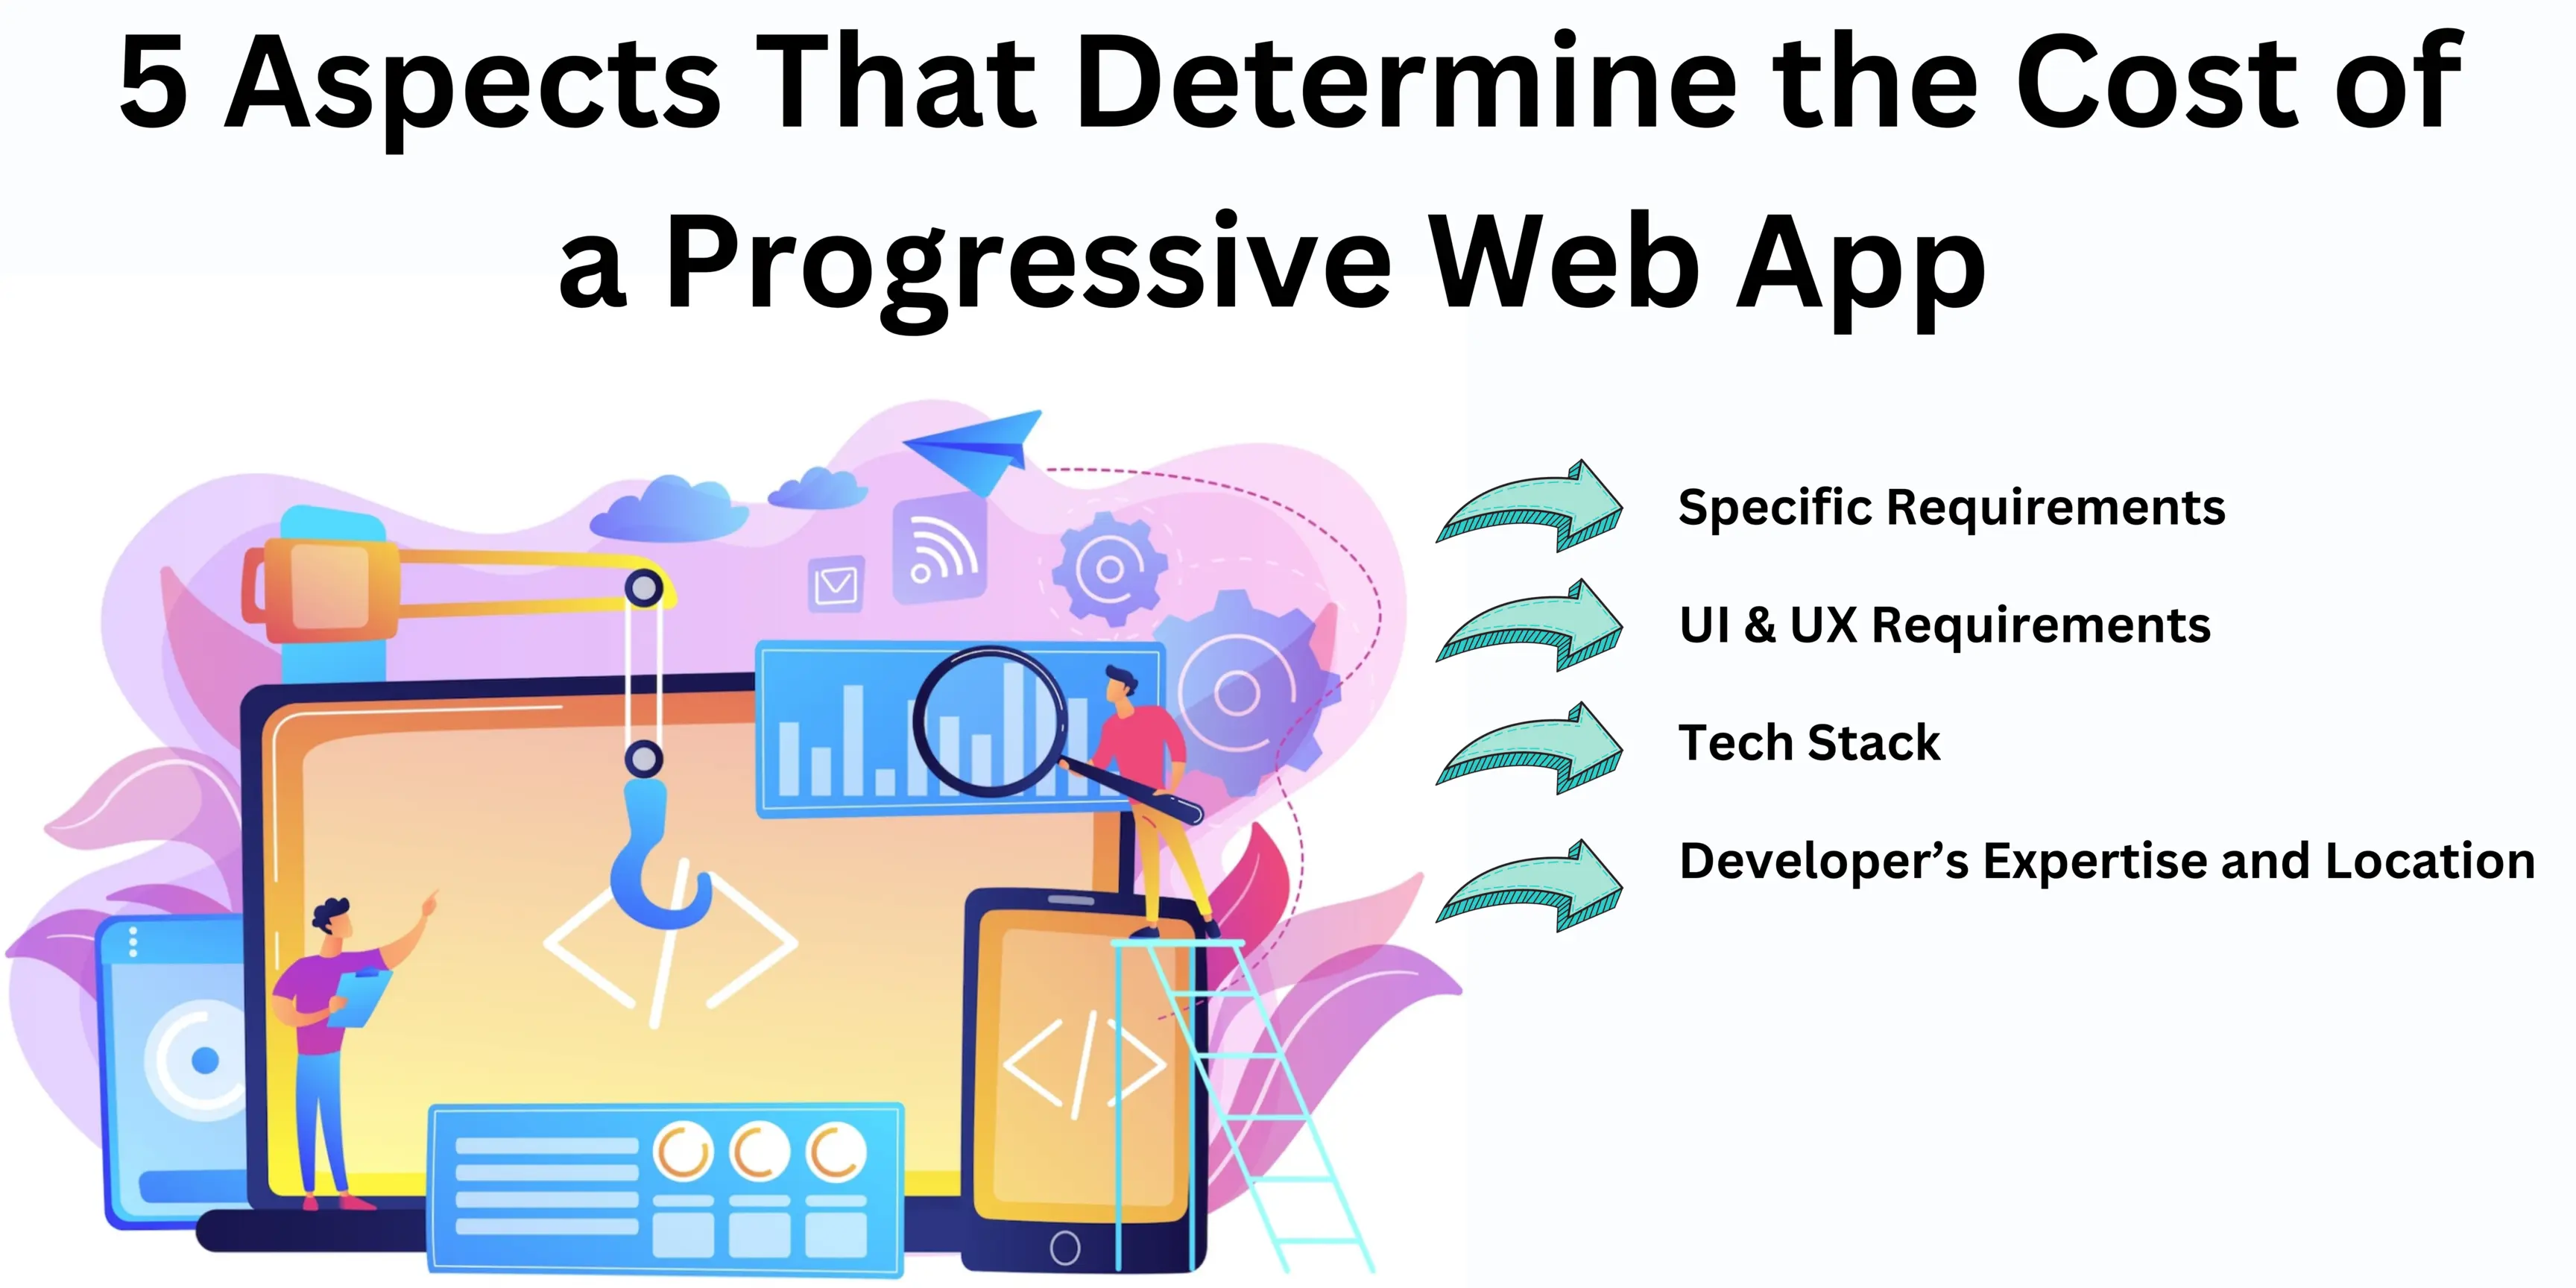 5 Aspects That Determine the Cost of
a Progressive Web App
Specific Requirements
UI & UX Requirements
Tech Stack
Developer’s Expertise and Location